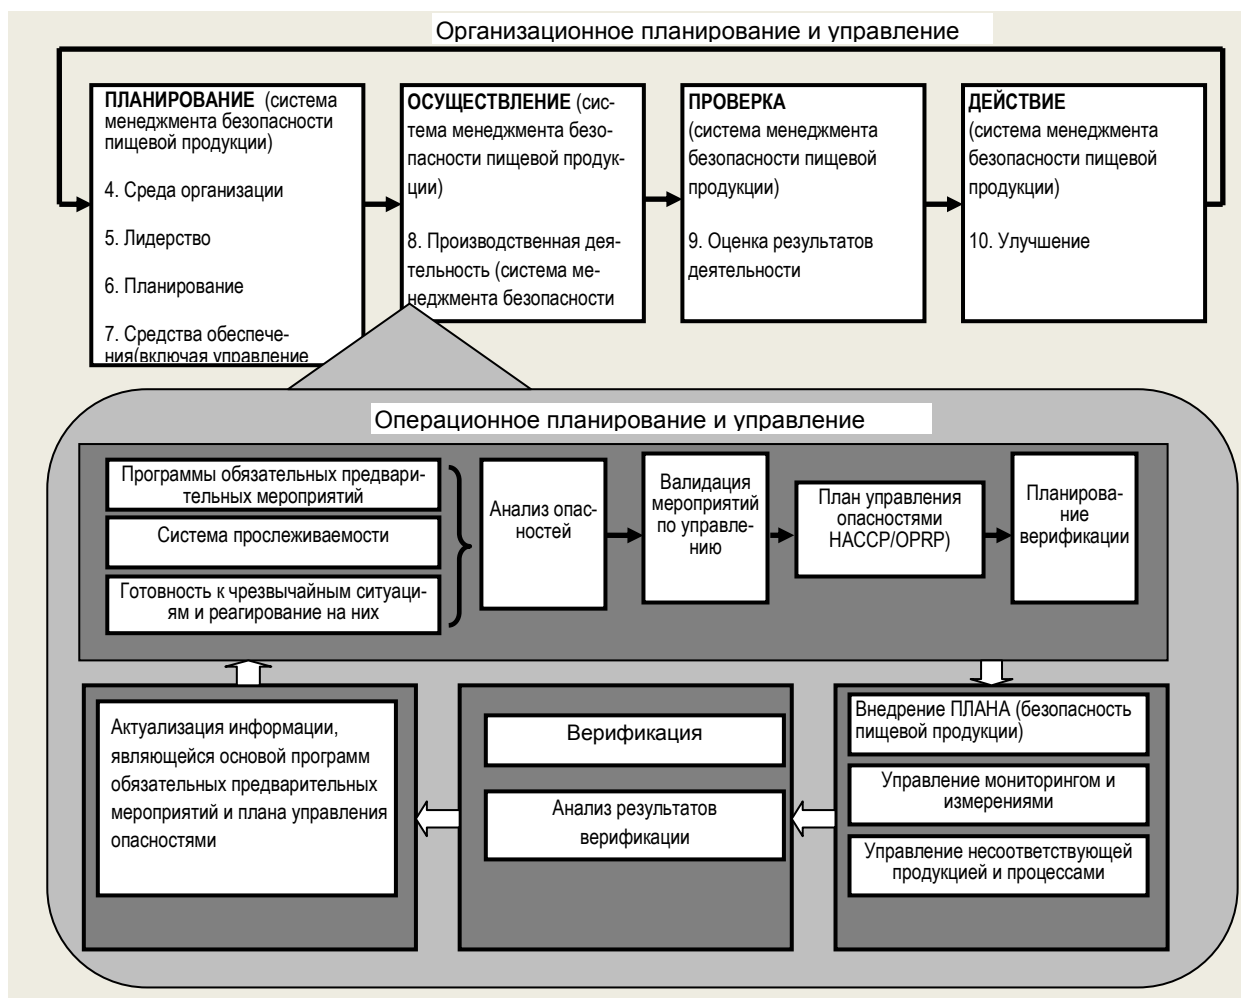 Организационное планирование и управление
ПЛАНИРОВАНИЕ (система
менеджмента безопасности
пищевой продукции)
4. Среда организации
5. Лидерство
6. Планирование
7. Средства обеспече-
ния(включая управление
ОСУЩЕСТВЛЕНИЕ (сис-
тема менеджмента безо-
пасности пищевой продук-
ции)
8. Производственная дея-
тельность (система ме-
неджмента безопасности
ПРОВЕРКА
(система менеджмента
безопасности пищевой
продукции)
9. Оценка результатов
деятельности
ДЕЙСТВИЕ
(система менеджмента
безопасности пищевой
продукции)
10. Улучшение
Операционное планирование и управление
Программы обязательных предвари-
тельных мероприятий
Система прослеживаемости
Готовность к чрезвычайным ситуаци-
ям и реагирование на них
Анализ опас-
ностей
Валидация
мероприятий
по управле-
нию
План управления
опасностями
HACCP/OPRP)
Планирова-
ние
верификации
Актуализация информации,
являющейся основой программ
обязательных предварительных
мероприятий и плана управления
опасностями
Верификация
Анализ результатов
верификации
Внедрение ПЛАНА (безопасность
пищевой продукции)
Управление мониторингом и
измерениями
Управление несоответствующей
продукцией и процессами